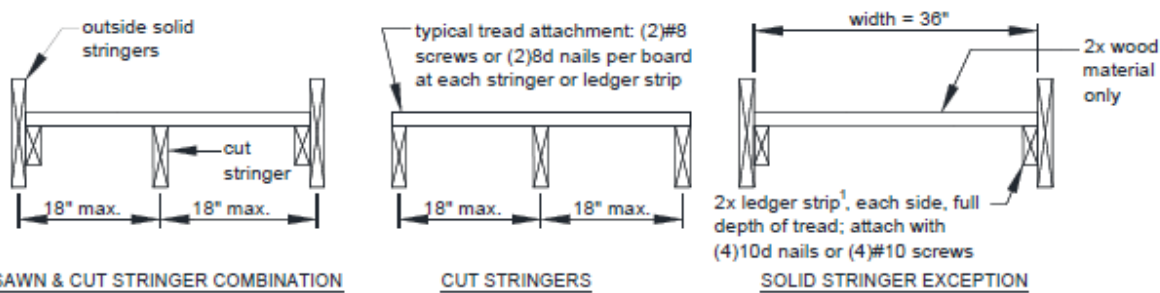 outside solid
stringers
cut
stringer
18" max.
18" max.
SAWN & CUT STRINGER COMBINATION
typical tread attachment: (2)#8
screws or (2)8d nails per board
at each stringer or ledger strip
18" max.
18" max.
CUT STRINGERS
width = 36"
2x wood
material
only
2x ledger strip¹, each side, full
depth of tread; attach with
(4)10d nails or (4)#10 screws
SOLID STRINGER EXCEPTION